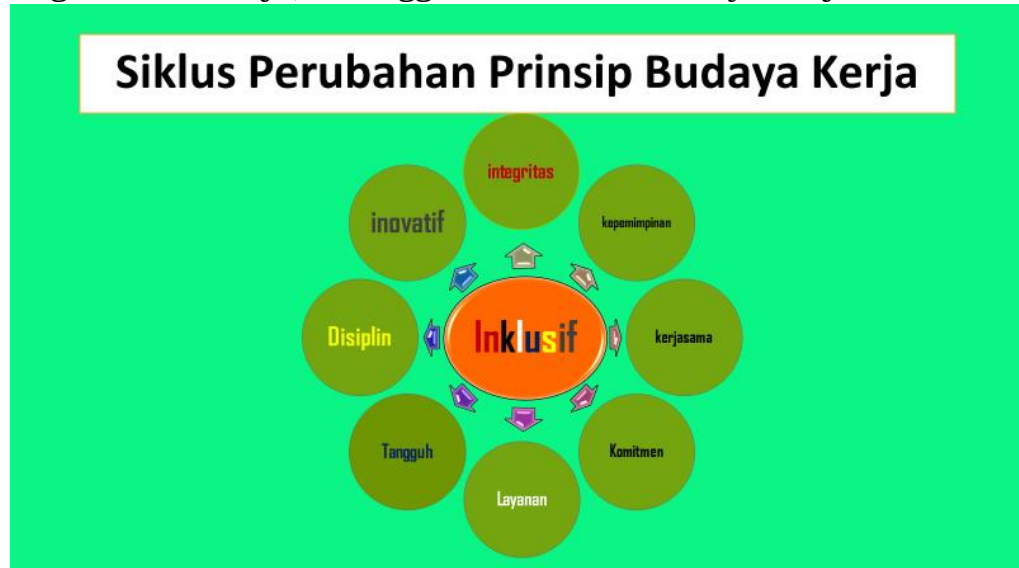 Siklus Perubahan Prinsip Budaya Kerja
integritas
kepemimpinan
kerjasama
Komitmen
Layanan
Tangguh
Disiplin
inovatif
Inklusif